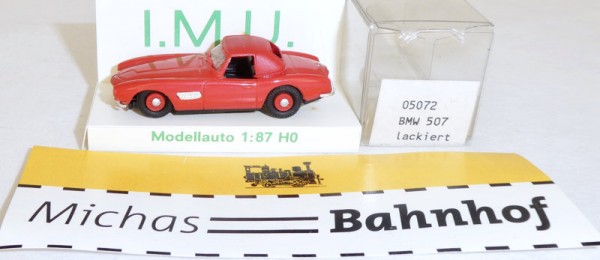 I.M.U.
Modellauto 1:87 H0
05072
BMW 507
lackiert
Michas Bahnhof